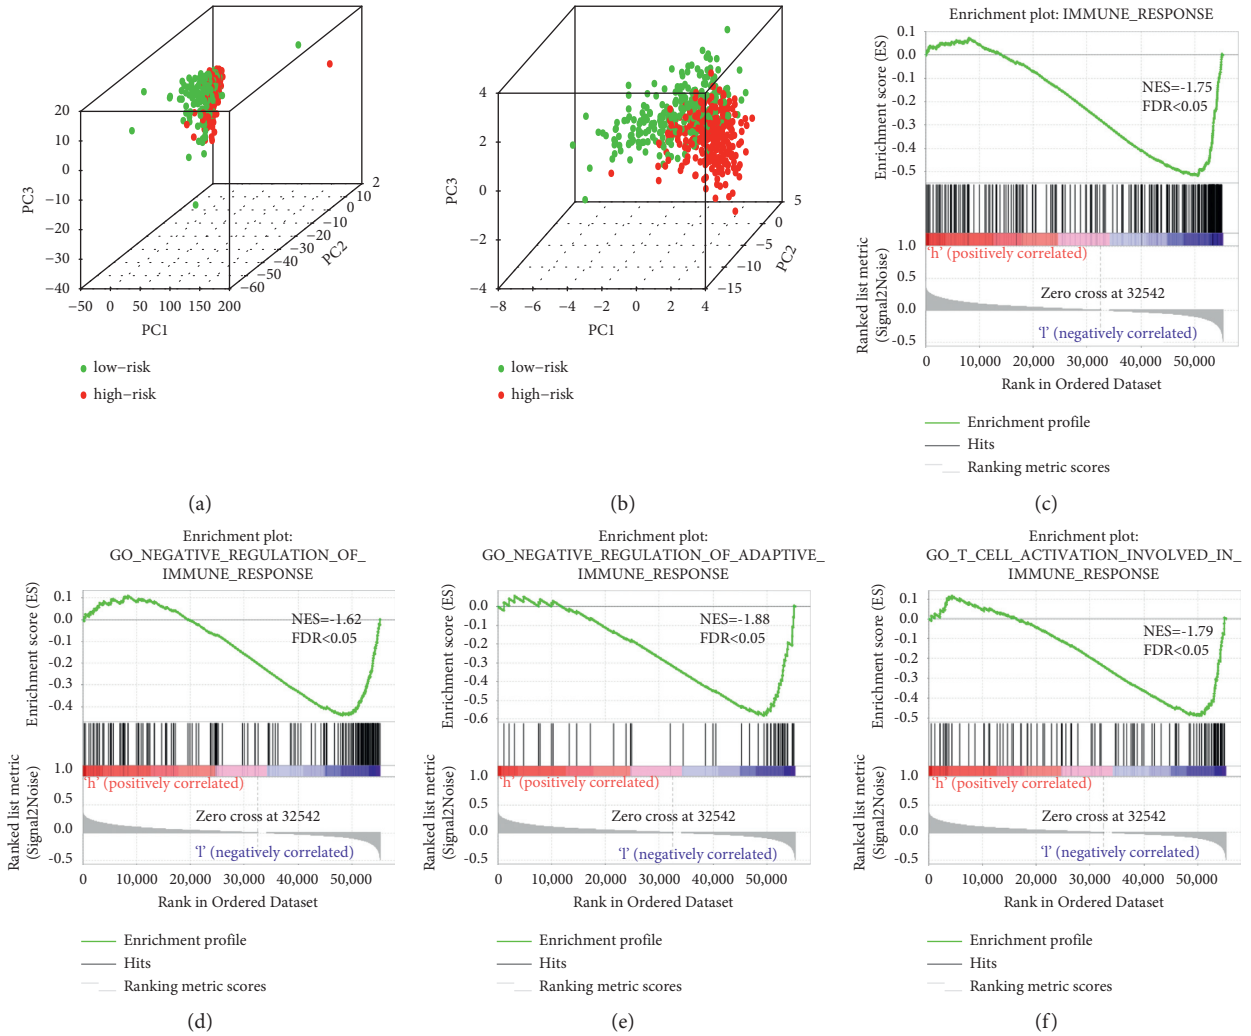 20
10
0
−10
−20
−30
−40
PC3
−50 0 50 100 150 200
PC1
−60
−50
−40
−30
−20
−10
0
10
2
PC2
low−risk
high−risk
(a)
4
2
0
−2
−4
PC3
−8 −6 −4 −2 0 2 4
PC1
−15
−10
−5
0
5
PC2
low−risk
high−risk
(b)
Enrichment plot: IMMUNE_RESPONSE
Enrichment score (ES)
0.1
0.0
−0.1
−0.2
−0.3
−0.4
−0.5
NES=−1.75
FDR<0.05
Ranked list metric
(Signal2Noise)
1.0
0.5
0.0
−0.5
‘h’ (positively correlated)
Zero cross at 32542
‘l’ (negatively correlated)
0 10,000 20,000 30,000 40,000 50,000
Rank in Ordered Dataset
Enrichment profile
Hits
Ranking metric scores
(c)
Enrichment plot:
GO_NEGATIVE_REGULATION_OF_
IMMUNE_RESPONSE
Enrichment score (ES)
0.1
0.0
−0.1
−0.2
−0.3
−0.4
NES=−1.62
FDR<0.05
Ranked list metric
(Signal2Noise)
1.0
0.5
0.0
−0.5
‘h’ (positively correlated)
Zero cross at 32542
‘l’ (negatively correlated)
0 10,000 20,000 30,000 40,000 50,000
Rank in Ordered Dataset
Enrichment profile
Hits
Ranking metric scores
(d)
Enrichment plot:
GO_NEGATIVE_REGULATION_OF_ADAPTIVE_
IMMUNE_RESPONSE
Enrichment score (ES)
0.0
−0.1
−0.2
−0.3
−0.4
−0.5
−0.6
NES=−1.88
FDR<0.05
Ranked list metric
(Signal2Noise)
1.0
0.5
0.0
−0.5
‘h’ (positively correlated)
Zero cross at 32542
‘l’ (negatively correlated)
0 10,000 20,000 30,000 40,000 50,000
Rank in Ordered Dataset
Enrichment profile
Hits
Ranking metric scores
(e)
Enrichment plot:
GO_T_CELL_ACTIVATION_INVOLVED_IN_
IMMUNE_RESPONSE
Enrichment score (ES)
0.1
0.0
−0.1
−0.2
−0.3
−0.4
−0.5
NES=−1.79
FDR<0.05
Ranked list metric
(Signal2Noise)
1.0
0.5
0.0
−0.5
‘h’ (positively correlated)
Zero cross at 32542
‘l’ (negatively correlated)
0 10,000 20,000 30,000 40,000 50,000
Rank in Ordered Dataset
Enrichment profile
Hits
Ranking metric scores
(f)